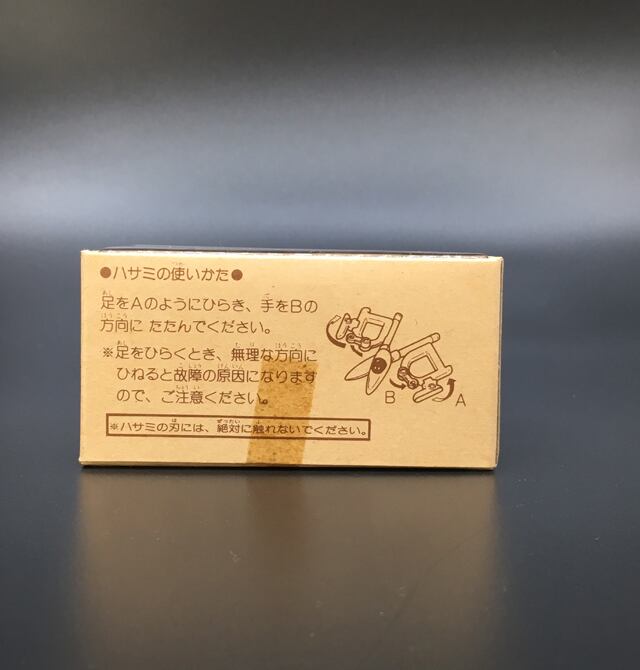 ●ハサミの使いかた●
足をAのようにひらき、手をBの
方向に たたんでください。
※足をひらくとき、無理な方向に
ひねると故障の原因になります
ので、ご注意ください。
※ハサミの刃には、絶対に触れないでください。
B
A